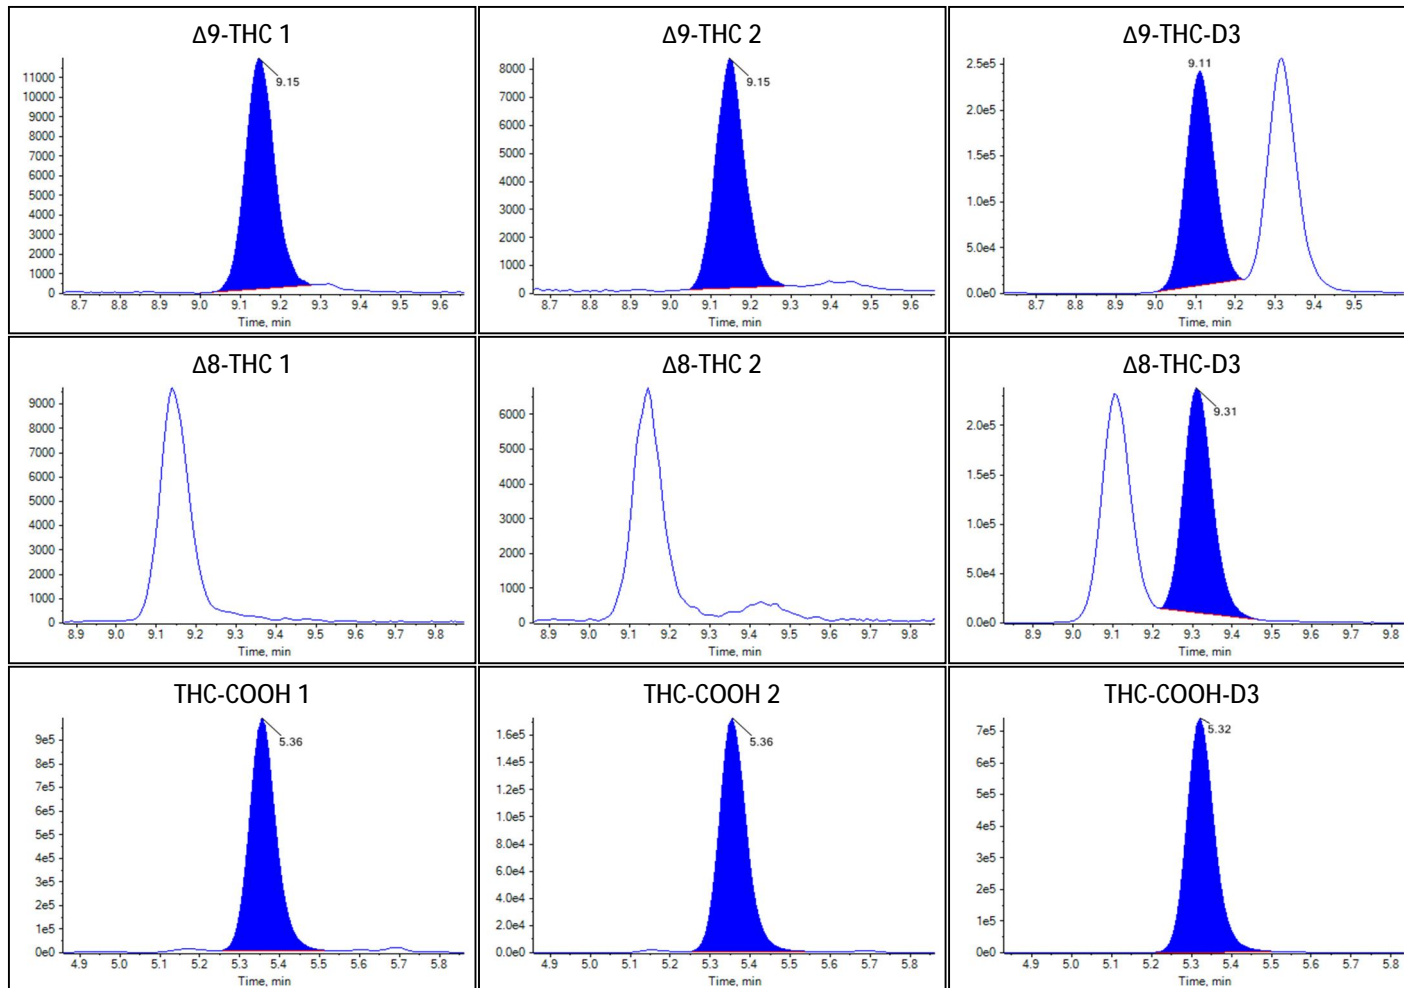 Δ9-THC 1
11000
10000
9000
8000
7000
6000
5000
4000
3000
2000
1000
0
9.15
8.7 8.8 8.9 9.0 9.1 9.2 9.3 9.4 9.5 9.6
Time, min
Δ9-THC 2
8000
7000
6000
5000
4000
3000
2000
1000
0
9.15
8.7 8.8 8.9 9.0 9.1 9.2 9.3 9.4 9.5 9.6
Time, min
Δ9-THC-D3
2.5e5
2.0e5
1.5e5
1.0e5
5.0e4
0.0e0
9.11
8.7 8.8 8.9 9.0 9.1 9.2 9.3 9.4 9.5
Time, min
Δ8-THC 1
9000
8000
7000
6000
5000
4000
3000
2000
1000
0
8.9 9.0 9.1 9.2 9.3 9.4 9.5 9.6 9.7 9.8
Time, min
Δ8-THC 2
6000
5000
4000
3000
2000
1000
0
8.9 9.0 9.1 9.2 9.3 9.4 9.5 9.6 9.7 9.8
Time, min
Δ8-THC-D3
2.0e5
1.5e5
1.0e5
5.0e4
0.0e0
9.31
8.9 9.0 9.1 9.2 9.3 9.4 9.5 9.6 9.7 9.8
Time, min
THC-COOH 1
9e5
8e5
7e5
6e5
5e5
4e5
3e5
2e5
1e5
0e0
5.36
4.9 5.0 5.1 5.2 5.3 5.4 5.5 5.6 5.7 5.8
Time, min
THC-COOH 2
1.6e5
1.4e5
1.2e5
1.0e5
8.0e4
6.0e4
4.0e4
2.0e4
0.0e0
5.36
4.9 5.0 5.1 5.2 5.3 5.4 5.5 5.6 5.7 5.8
Time, min
THC-COOH-D3
7e5
6e5
5e5
4e5
3e5
2e5
1e5
0e0
5.32
4.9 5.0 5.1 5.2 5.3 5.4 5.5 5.6 5.7 5.8
Time, min